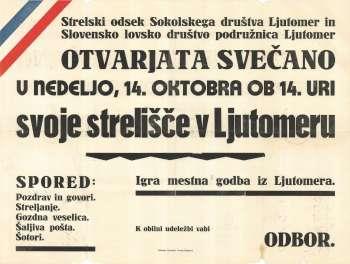 Strelski odsek Sokolskega društva Ljutomer in
Slovensko lovsko društvo podružnica Ljutomer
OTVARJATA SVEČANO
U NEDELJO, 14. OKTOBRA OB 14. URI
svoje strelišče v Ljutomeru
SPORED:
Pozdrav in govori.
Streljanje.
Gozdna veselica.
Šaljiva pošta.
Šotori.
Igra mestna godba iz Ljutomera.
K obilni udeležbi vabi
ODBOR.